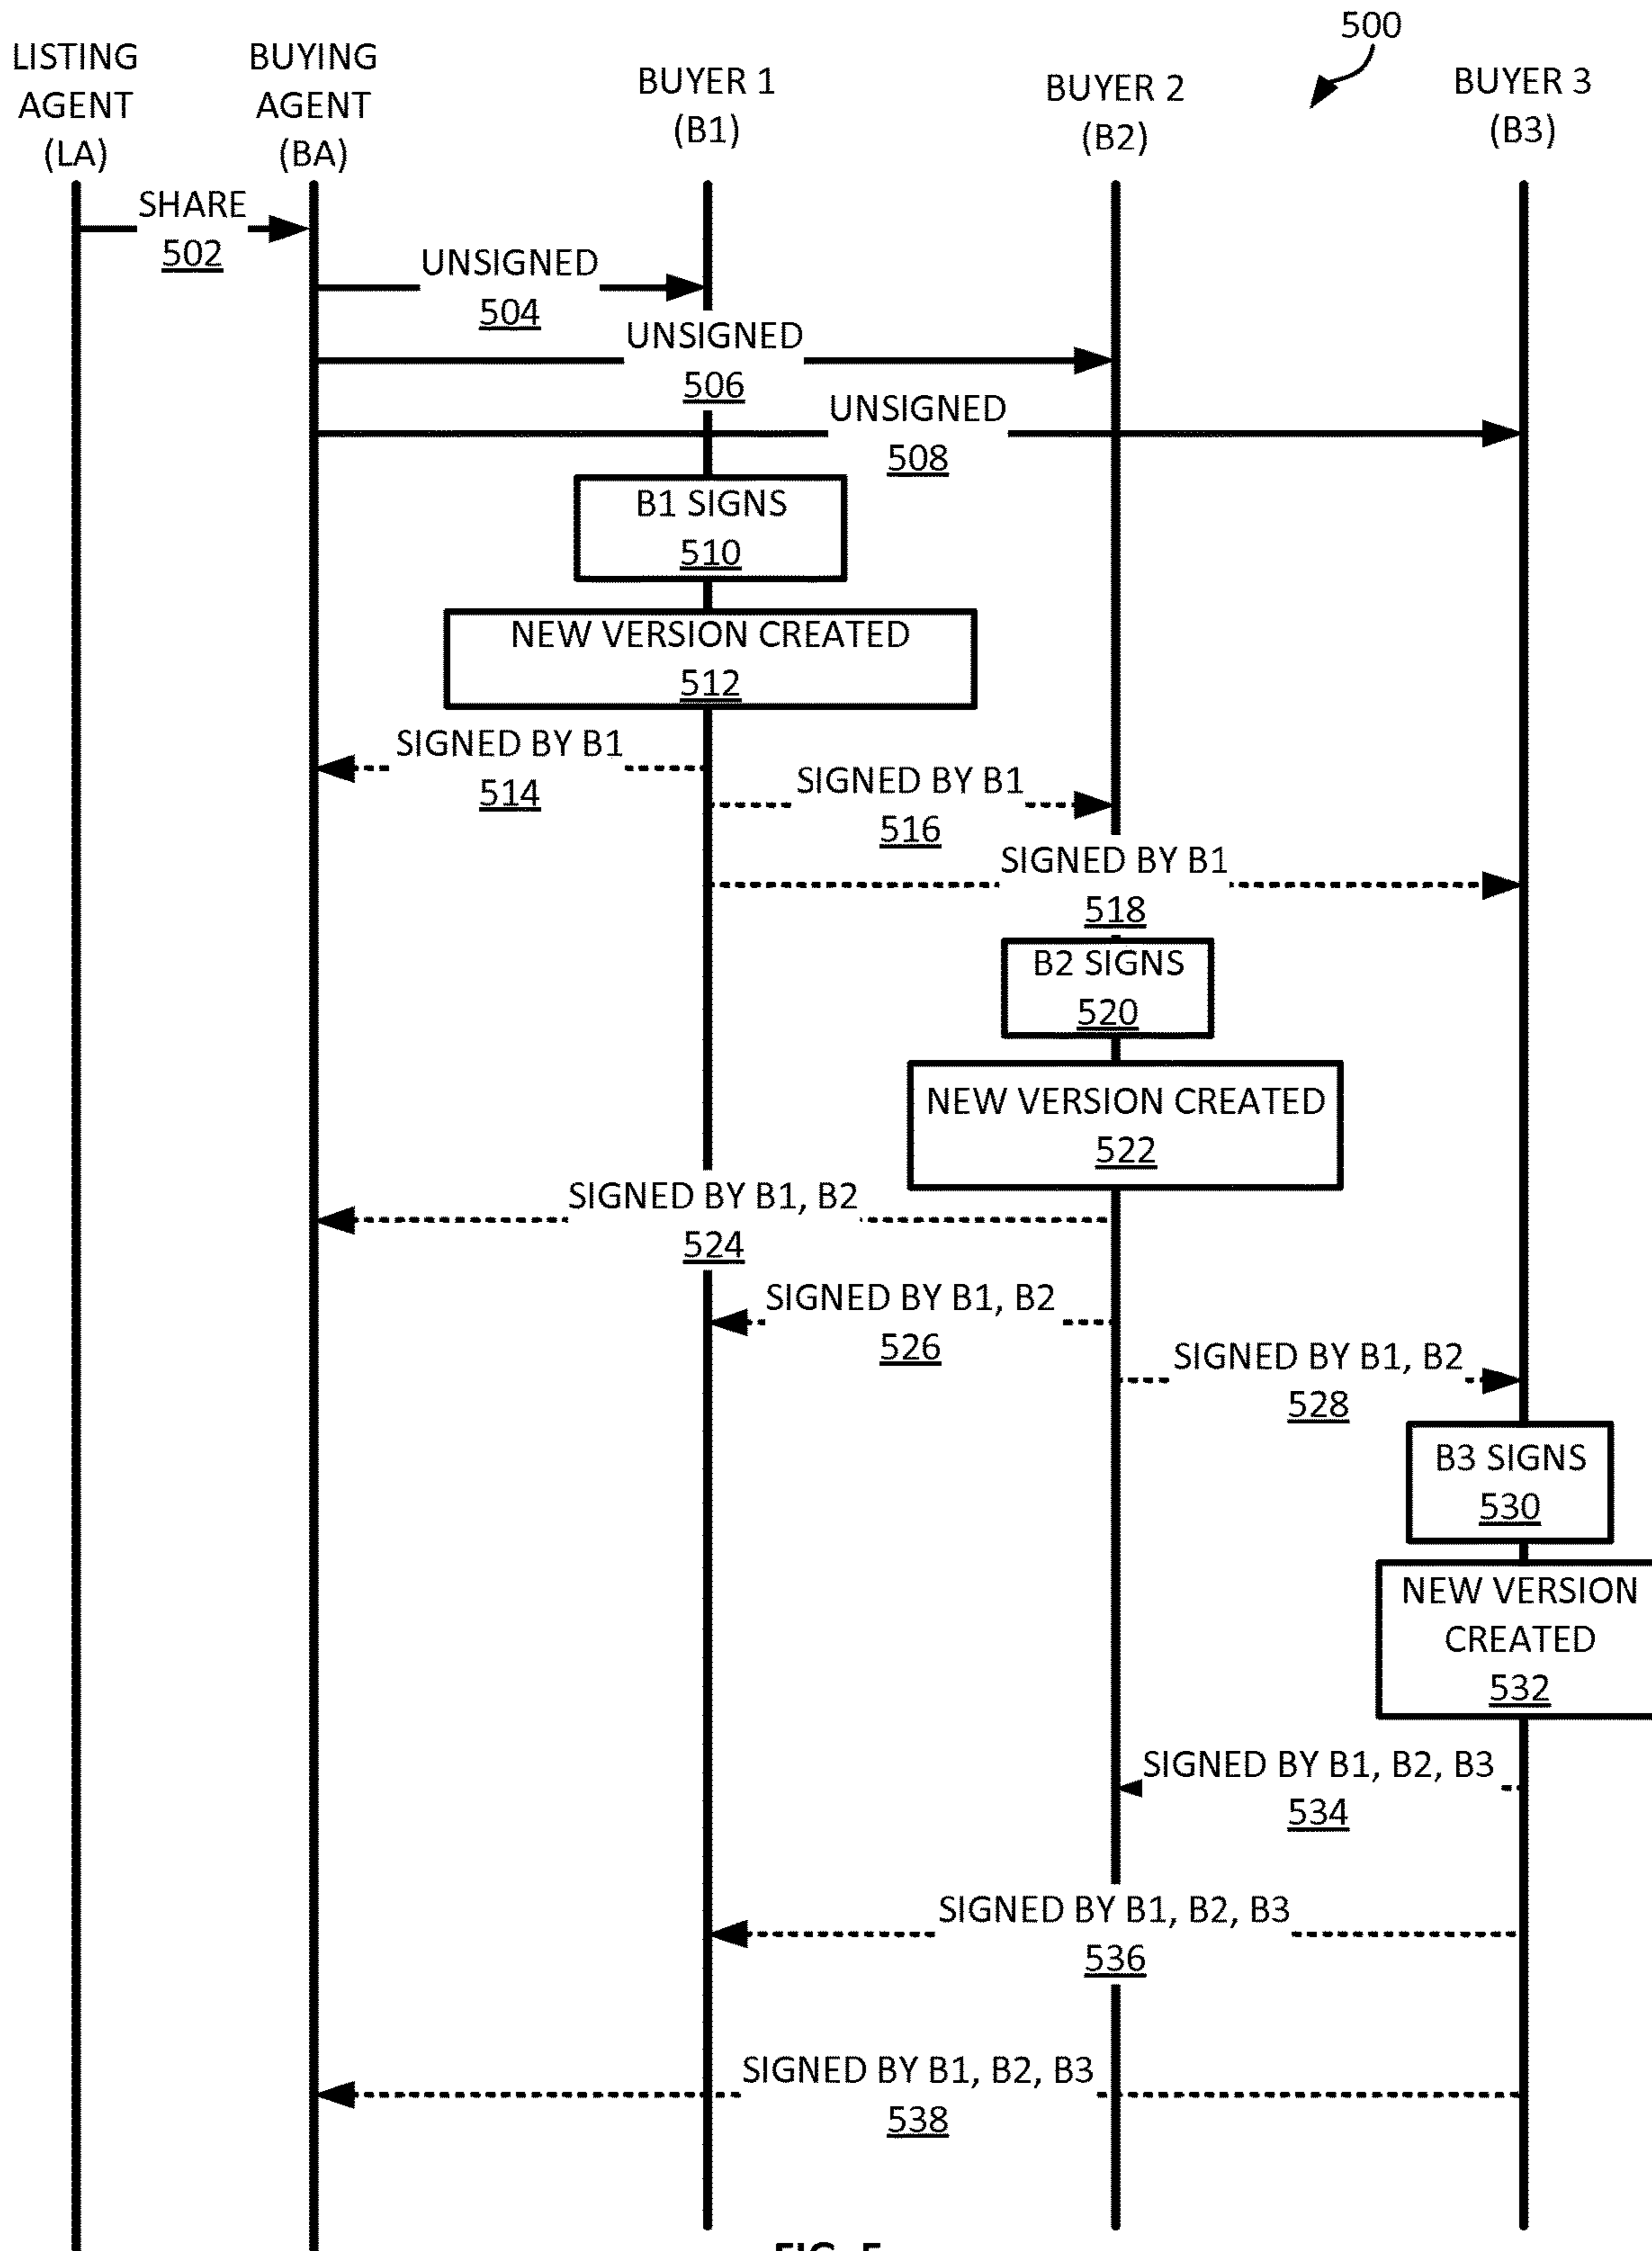 500
LISTING
AGENT
(LA)
BUYING
AGENT
(BA)
BUYER 1
(B1)
BUYER 2
(B2)
BUYER 3
(B3)
SHARE
502
UNSIGNED
504
UNSIGNED
506
UNSIGNED
508
B1 SIGNS
510
NEW VERSION CREATED
512
SIGNED BY B1
514
SIGNED BY B1
516
SIGNED BY B1
518
B2 SIGNS
520
NEW VERSION CREATED
522
SIGNED BY B1, B2
524
SIGNED BY B1, B2
526
SIGNED BY B1, B2
528
B3 SIGNS
530
NEW VERSION
CREATED
532
SIGNED BY B1, B2, B3
534
SIGNED BY B1, B2, B3
536
SIGNED BY B1, B2, B3
538